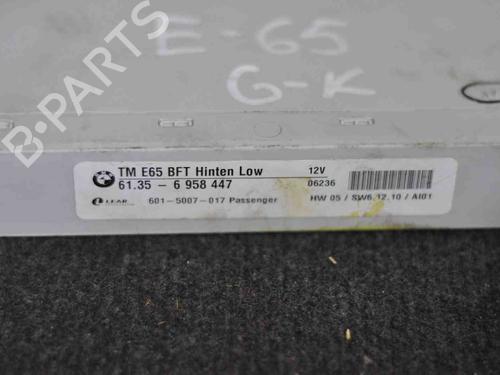 E-65
G-K
B-PARTS
TM E65 BFT Hinten Low 12V
61.35 - 6 958 447 06236
LEAR 601-5007-017 Passenger HW 05 / SW6.12.10 / AI01